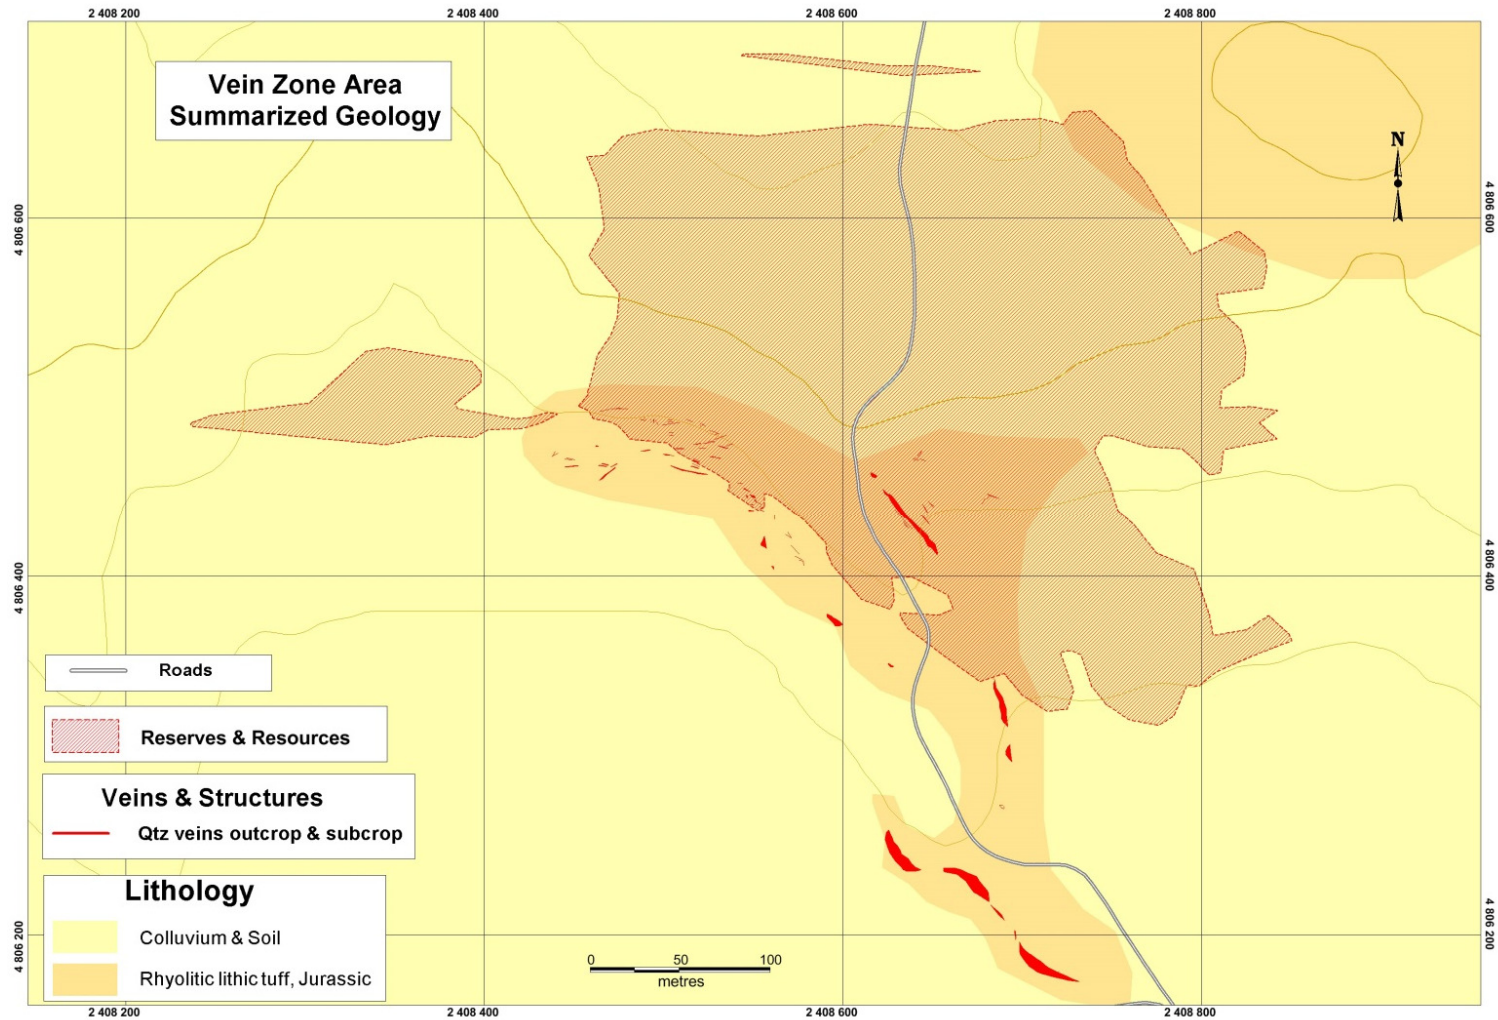 2 408 200
2 408 400
2 408 600
2 408 800
Vein Zone Area
Summarized Geology
N
4 806 600
4 806 600
4 806 400
4 806 400
Roads
Reserves & Resources
Veins & Structures
Qtz veins outcrop & subcrop
Lithology
Colluvium & Soil
Rhyolitic lithic tuff, Jurassic
4 806 200
4 806 200
0 50 100
metres
2 408 200
2 408 400
2 408 600
2 408 800